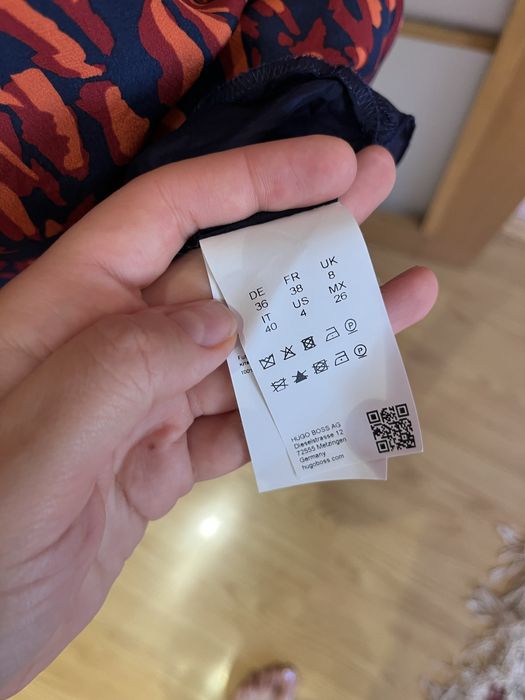 DE FR UK
36 38 8
IT US MX
40 4 26
P
P
100%
HUGO BOSS AG
Dieselstrasse 12
72555 Metzingen
Germany
hugoboss.com